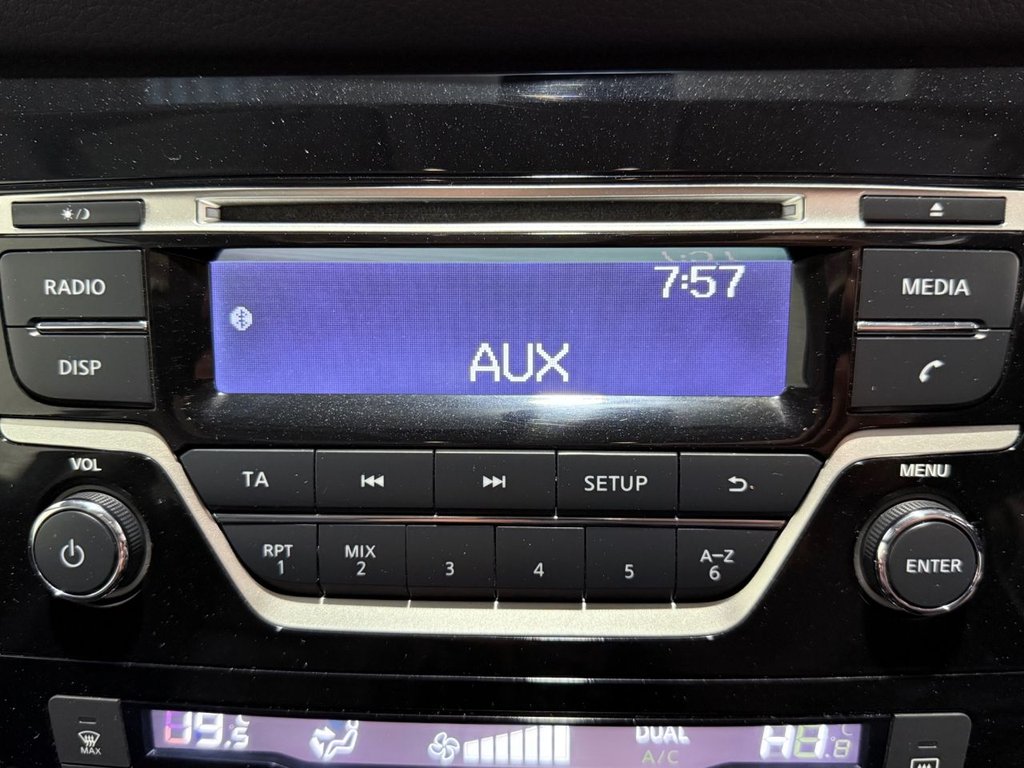 7:57
RADIO
MEDIA
AUX
DISP
VOL
MENU
TA
SETUP
RPT
1
MIX
2
3
4
5
A–Z
6
ENTER
DUAL
A/C
MAX
°C